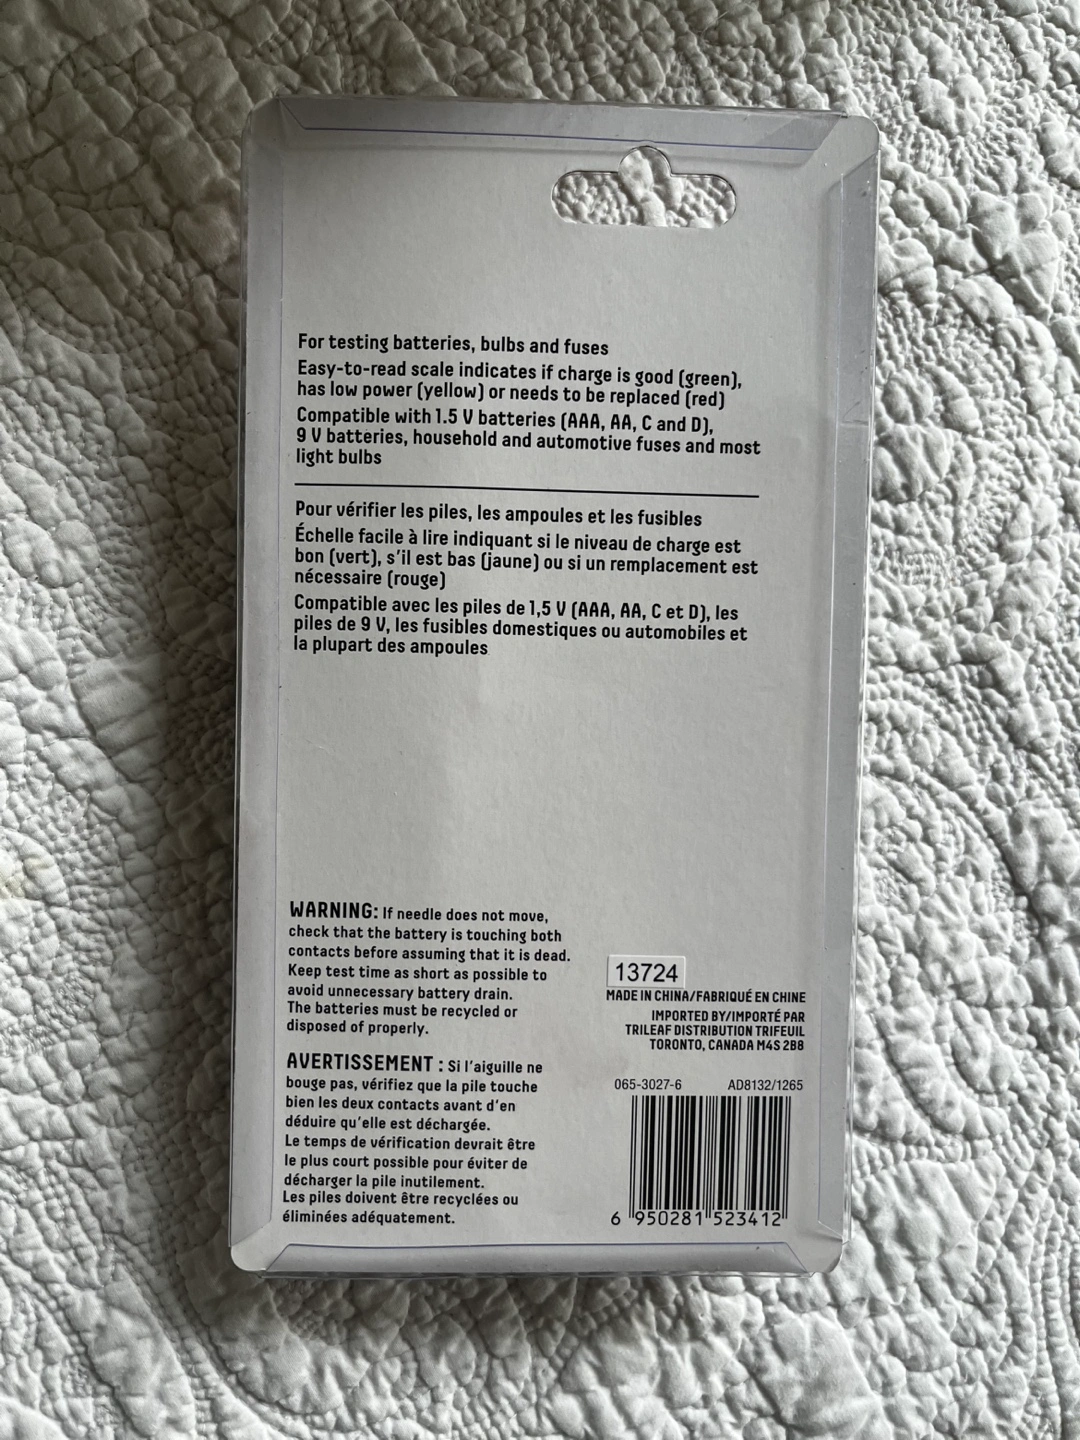 For testing batteries, bulbs and fuses
Easy-to-read scale indicates if charge is good (green),
has low power (yellow) or needs to be replaced (red)
Compatible with 1.5 V batteries (AAA, AA, C and D),
9 V batteries, household and automotive fuses and most
light bulbs
Pour vérifier les piles, les ampoules et les fusibles
Échelle facile à lire indiquant si le niveau de charge est
bon (vert), s'il est bas (jaune) ou si un remplacement est
nécessaire (rouge)
Compatible avec les piles de 1,5 V (AAA, AA, C et D), les
piles de 9 V, les fusibles domestiques ou automobiles et
la plupart des ampoules
WARNING: If needle does not move,
check that the battery is touching both
contacts before assuming that it is dead.
Keep test time as short as possible to
avoid unnecessary battery drain.
The batteries must be recycled or
disposed of properly.
AVERTISSEMENT : Si l'aiguille ne
bouge pas, vérifiez que la pile touche
bien les deux contacts avant d'en
déduire qu'elle est déchargée.
Le temps de vérification devrait être
le plus court possible pour éviter de
décharger la pile inutilement.
Les piles doivent être recyclées ou
éliminées adéquatement.
13724
MADE IN CHINA/FABRIQUÉ EN CHINE
IMPORTED BY/IMPORTÉ PAR
TRILEAF DISTRIBUTION TRIFEUIL
TORONTO, CANADA M4S 2B8
065-3027-6 AD8132/1265
6 950281 523412